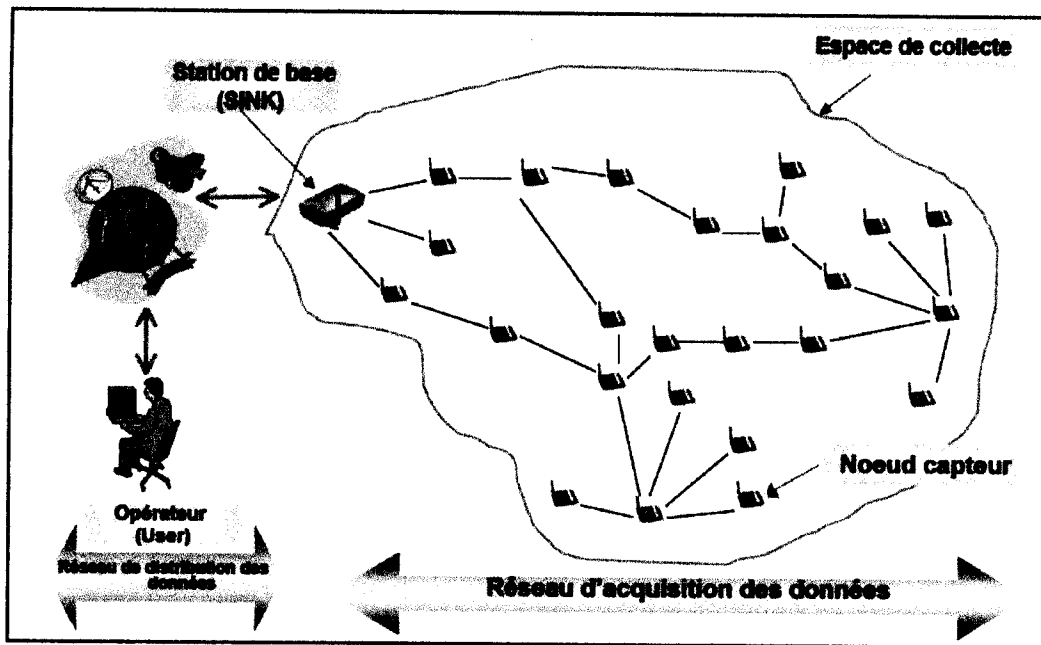 Espace de collecte
Station de base
(SINK)
Noeud capteur
Opérateur
(User)
Réseau de distribution des
données
Réseau d'acquisition des données